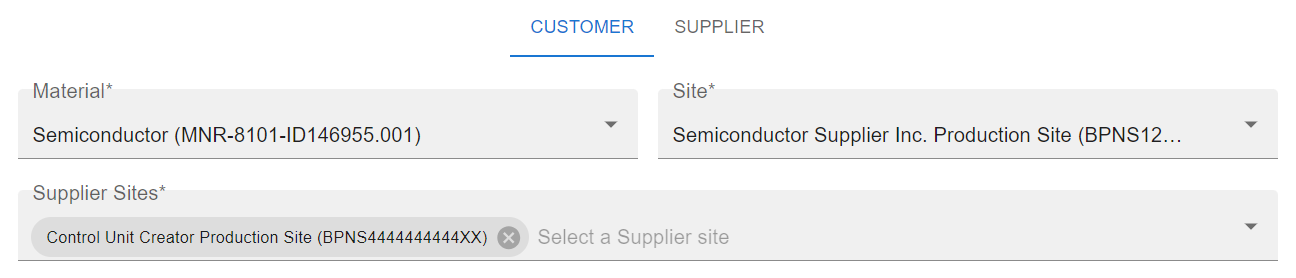 CUSTOMER SUPPLIER
Material* Site*
Semiconductor (MNR-8101-ID146955.001) Semiconductor Supplier Inc. Production Site (BPNS12...
Supplier Sites*
Control Unit Creator Production Site (BPNS4444444444XX) Select a Supplier site